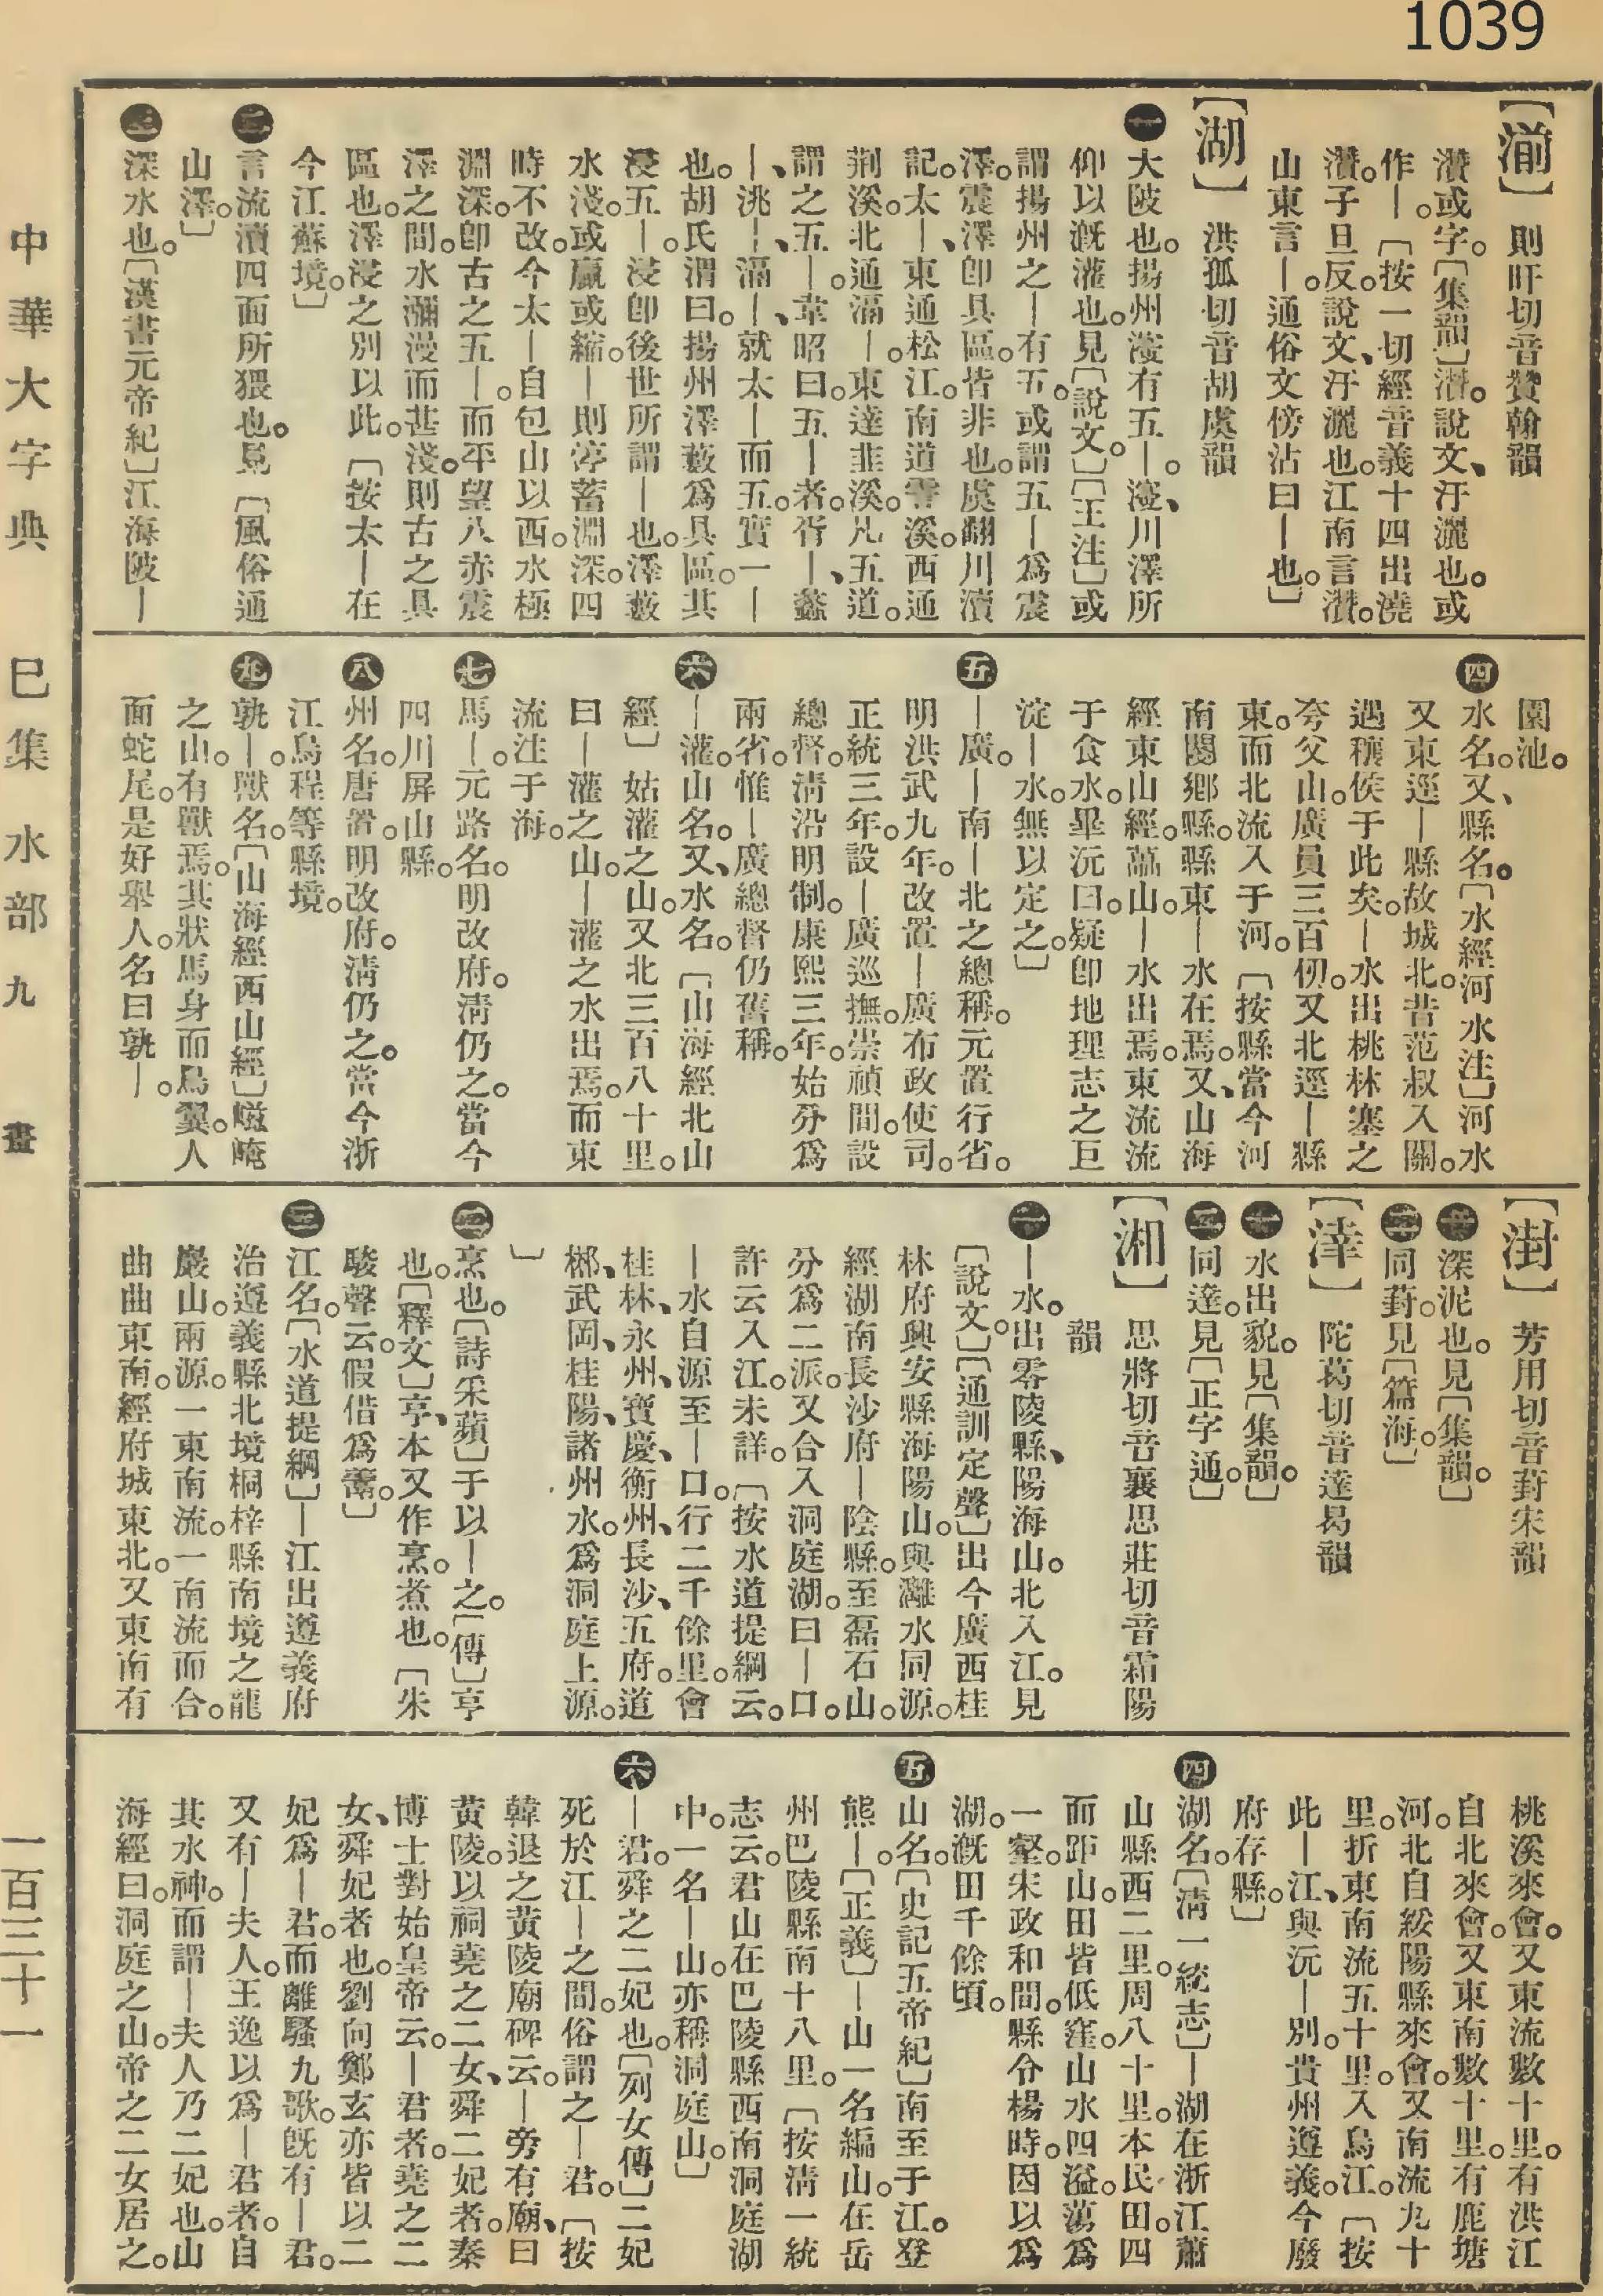 1039
【湔】則旰切音贊翰韻
灒或字。〔集韻〕灒。說文、汙灑也。或
作｜。〔按一切經音義十四出澆
灒。子旦反。說文、汙灑也。江南言灒。
山東言｜。通俗文傍沾曰｜也。〕
【湖】洪狐切音胡虞韻
㊀大陂也。揚州濅有五｜。濅、川澤所
仰以漑灌也。見〔說文。〕〔王注〕或
謂揚州之｜有五。或謂五｜爲震
澤。震澤卽具區。皆非也。虞翻川瀆
記。太｜、東通松江。南道霅溪。西通
荆溪。北通滆｜。東達韭溪。凡五道。
謂之五｜。韋昭曰。五｜者。胥｜、蠡
｜、洮｜、滆｜、就太｜而五。實一｜
也。胡氏渭曰。揚州澤藪爲具區。其
浸五｜。浸卽後世所謂｜也。澤藪
水淺。或贏或縮。｜則渟蓄淵深。四
時不改。今太｜自包山以西。水極
淵深。卽古之五｜。而平望八赤震
澤之間。水瀰漫而甚淺。則古之具
區也。澤浸之別以此。〔按太｜在
今江蘇境。〕
㊁言流瀆四面所猥也。見〔風俗通
山澤。〕
㊂深水也。〔漢書元帝紀〕江海陂｜
園池。
㊃水名。又、縣名。〔水經河水注〕河水
又東逕｜縣故城北。昔范叔入關。
遇穰侯于此矣。｜水出桃林塞之
夸父山。廣員三百仞。又北逕｜縣
東。而北流入于河。〔按縣當今河
南閿鄉縣。縣東｜水在焉。又、山海
經東山經。藟山。｜水出焉。東流流
于食水。畢沅曰。疑卽地理志之巨
淀｜水。無以定之。〕
㊄｜廣。｜南｜北之總稱。元置行省。
明洪武九年。改置｜廣布政使司。
正統三年。設｜廣巡撫。崇禎間。設
總督。清沿明制。康熙三年。始分爲
兩省。惟｜廣總督仍舊稱。
㊅｜灌。山名。又、水名。〔山海經北山
經〕姑灌之山。又北三百八十里。
曰｜灌之山。｜灌之水出焉。而東
流注于海。
㊆馬｜。元路名。明改府。清仍之。當今
四川屏山縣。
㊇州名。唐置。明改府。清仍之。當今浙
江烏程等縣境。
㊈孰｜。獸名。〔山海經西山經〕崦嵫
之山。有獸焉。其狀馬身而鳥翼。人
面蛇尾。是好舉人。名曰孰｜。
【湗】芳用切音葑宋韻
㊀深泥也。見〔集韻。〕
㊁同葑。見〔篇海。〕
【湰】陀葛切音達曷韻
㊀水出貌。見〔集韻。〕
㊁同澾。見〔正字通。〕
【湘】思將切音襄思莊切音霜陽
韻
㊀｜水。出零陵縣、陽海山。北入江。見
〔說文。〕〔通訓定聲〕出今廣西桂
林府興安縣海陽山。與灕水同源。
經湖南長沙府｜陰縣。至磊石山。
分爲二派。又合入洞庭湖。曰｜口。
許云入江。未詳。〔按水道提綱云。
｜水自源至｜口。行二千餘里。會
桂林、永州、寶慶、衡州、長沙、五府。道
郴、武岡、桂陽、諸州水。爲洞庭上源。
〕
㊁烹也。〔詩采蘋〕于以｜之。〔傳〕亨
也。〔釋文〕亨、本又作烹。煮也。〔朱
駿聲云。假借爲鬺。〕
㊂江名。〔水道提綱〕｜江出遵義府
治遵義縣北境桐梓縣南境之龍
巖山。兩源。一東南流。一南流而合。
曲曲東南。經府城東北。又東南有
桃溪來會。又東流數十里。有洪江
自北來會。又東南數十里。有鹿塘
河。北自綏陽縣來會。又南流九十
里。折東南流五十里。入烏江。〔按
此｜江、與沅｜別。貴州遵義。今廢
府存縣。〕
㊃湖名。〔清一統志〕｜湖在浙江蕭
山縣西二里。周八十里。本民田。四
而距山。田皆低窪。山水四溢。蕩爲
一壑。宋政和間。縣令楊時。因以爲
湖。漑田千餘頃。
㊄山名。〔史記五帝紀〕南至于江。登
熊｜。〔正義〕｜山一名編山。在岳
州巴陵縣南十八里。〔按清一統
志云。君山在巴陵縣西南洞庭湖
中。一名｜山。亦稱洞庭山。〕
㊅｜君。舜之二妃也。〔列女傳〕二妃
死於江｜之間。俗謂之｜君。〔按
韓退之黃陵廟碑云。｜旁有廟、曰
黃陵。以祠堯之二女、舜二妃者。秦
博士對始皇帝云。｜君者。堯之二
女、舜妃者也。劉向鄭玄亦皆以二
妃爲｜君。而離騷九歌。旣有｜君。
又有｜夫人。王逸以爲｜君者。自
其水神。而謂｜夫人乃二妃也。山
海經曰。洞庭之山。帝之二女居之。
中華大字典 巳集水部 九畫 一百三十一